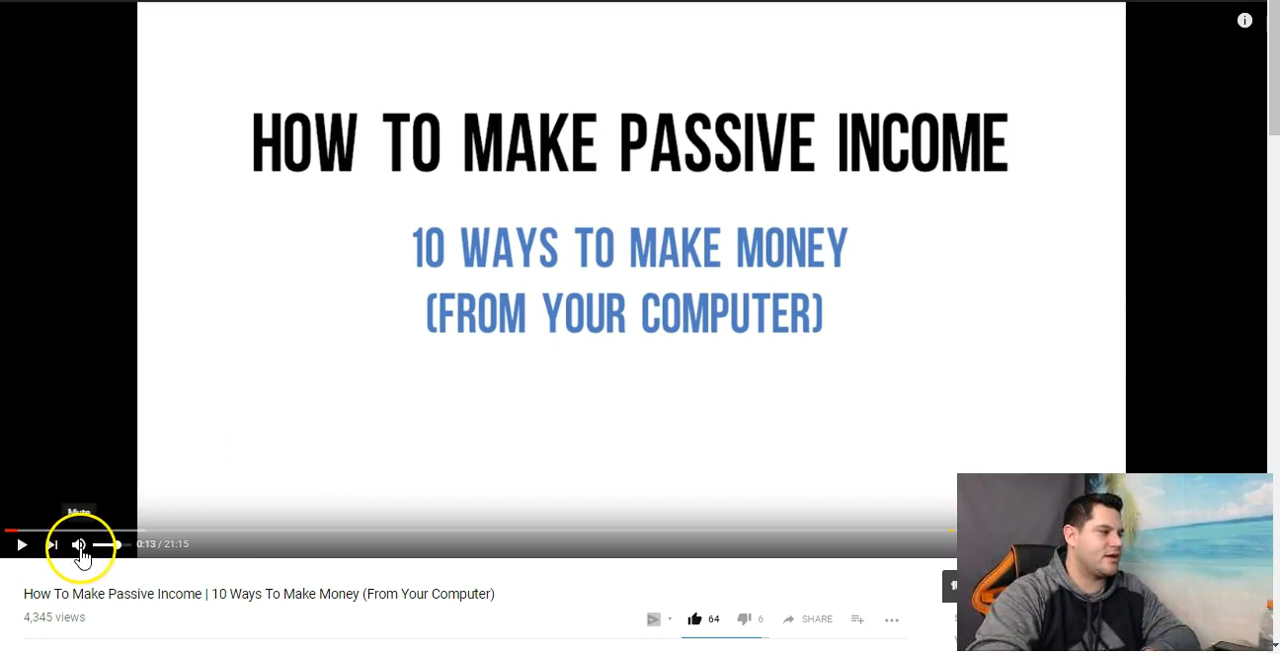 HOW TO MAKE PASSIVE INCOME
10 WAYS TO MAKE MONEY
(FROM YOUR COMPUTER)
Mute
0:13 / 21:15
How To Make Passive Income | 10 Ways To Make Money (From Your Computer)
4,345 views
64
6
SHARE